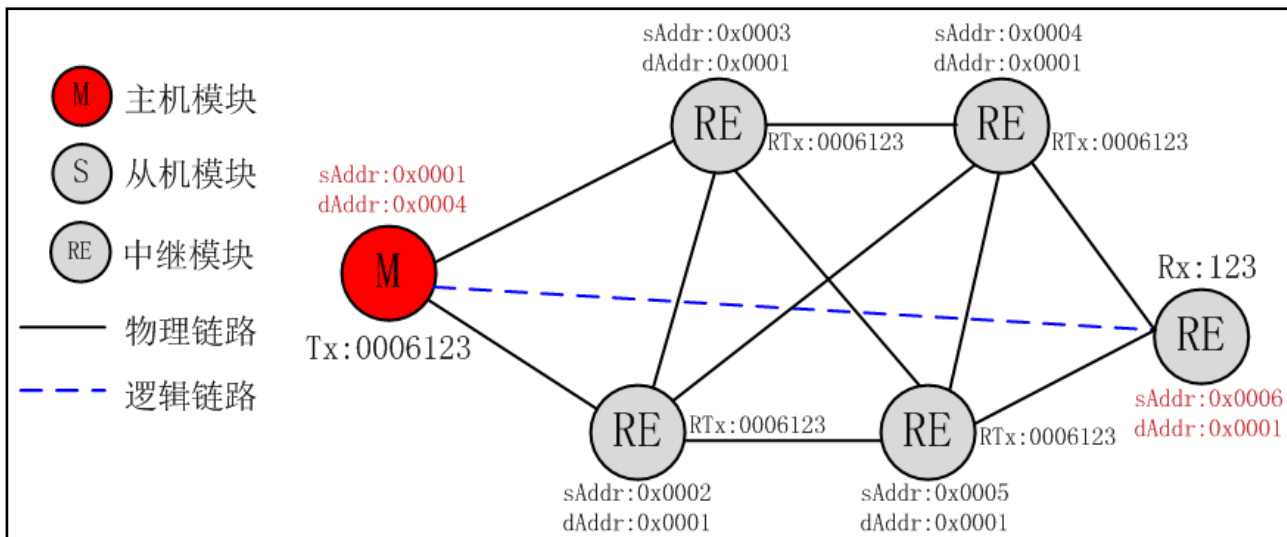 M 主机模块
S 从机模块
RE 中继模块
物理链路
逻辑链路
sAddr:0x0001
dAddr:0x0004
M
Tx:0006123
sAddr:0x0003
dAddr:0x0001
RE
RTx:0006123
sAddr:0x0004
dAddr:0x0001
RE
RTx:0006123
RE
RTx:0006123
sAddr:0x0002
dAddr:0x0001
RE
RTx:0006123
sAddr:0x0005
dAddr:0x0001
Rx:123
RE
sAddr:0x0006
dAddr:0x0001